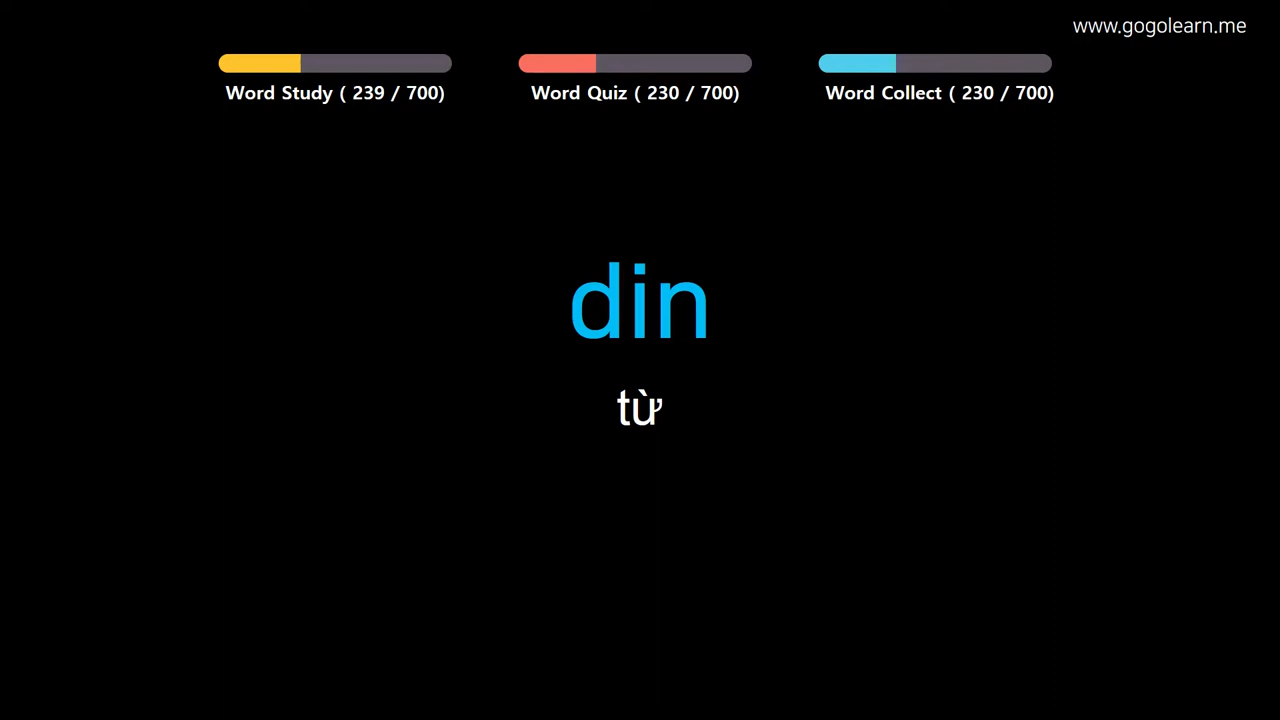 www.gogolearn.me
Word Study ( 239 / 700)
Word Quiz ( 230 / 700)
Word Collect ( 230 / 700)
din
từ